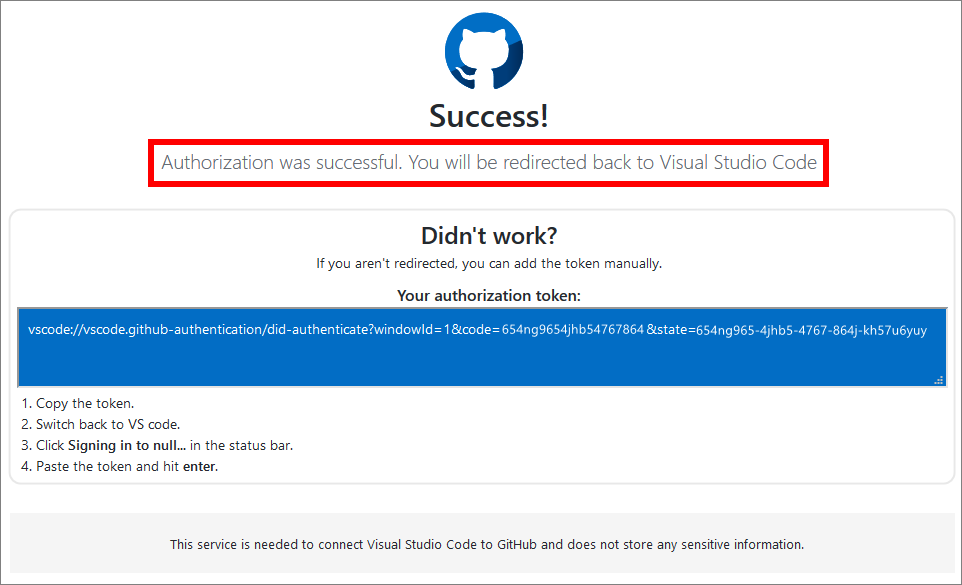 Success!
Authorization was successful. You will be redirected back to Visual Studio Code
Didn't work?
If you aren't redirected, you can add the token manually.
Your authorization token:
vscode://vscode.github-authentication/did-authenticate?windowId=1&code=654ng9654jhb54767864&state=654ng965-4jhb5-4767-864j-kh57u6yuy
1. Copy the token.
2. Switch back to VS code.
3. Click Signing in to null... in the status bar.
4. Paste the token and hit enter.
This service is needed to connect Visual Studio Code to GitHub and does not store any sensitive information.